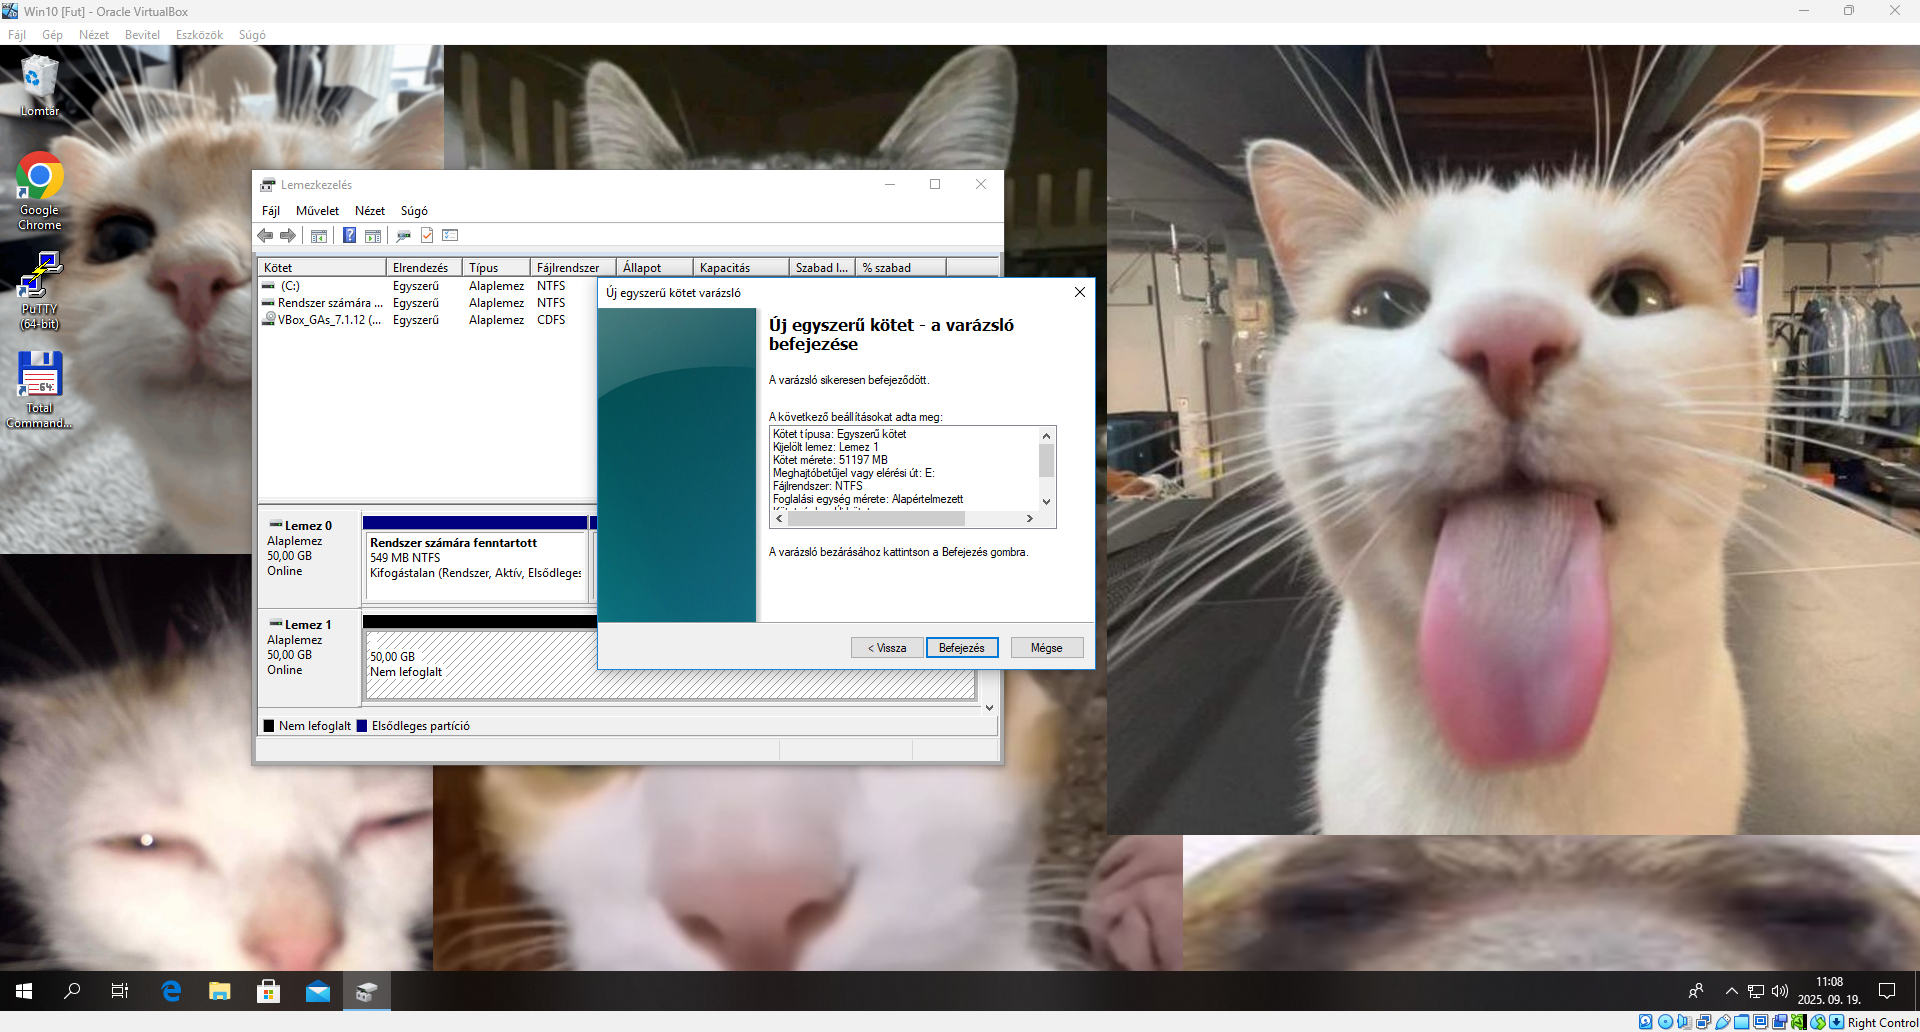 Win10 [Fut] - Oracle VirtualBox
Fájl Gép Nézet Bevitel Eszközök Súgó
Lomtár
Google
Chrome
PuTTY
(64-bit)
64
Total
Command...
Lemezkezelés
Fájl Művelet Nézet Súgó
Kötet Elrendezés Típus Fájlrendszer Állapot Kapacitás Szabad l... % szabad
(C:) Egyszerű Alaplemez NTFS
Rendszer számára ... Egyszerű Alaplemez NTFS
VBox_GAs_7.1.12 (... Egyszerű Alaplemez CDFS
Lemez 0
Alaplemez
50,00 GB
Online
Rendszer számára fenntartott
549 MB NTFS
Kifogástalan (Rendszer, Aktív, Elsődleges
Lemez 1
Alaplemez
50,00 GB
Online
50,00 GB
Nem lefoglalt
Nem lefoglalt Elsődleges partíció
Új egyszerű kötet varázsló
Új egyszerű kötet - a varázsló
befejezése
A varázsló sikeresen befejeződött.
A következő beállításokat adta meg:
Kötet típusa: Egyszerű kötet
Kijelölt lemez: Lemez 1
Kötet mérete: 51197 MB
Meghajtóbetűjel vagy elérési út: E:
Fájlrendszer: NTFS
Foglalási egység mérete: Alapértelmezett
A varázsló bezárásához kattintson a Befejezés gombra.
< Vissza Befejezés Mégse
11:08
2025. 09. 19.
Right Control